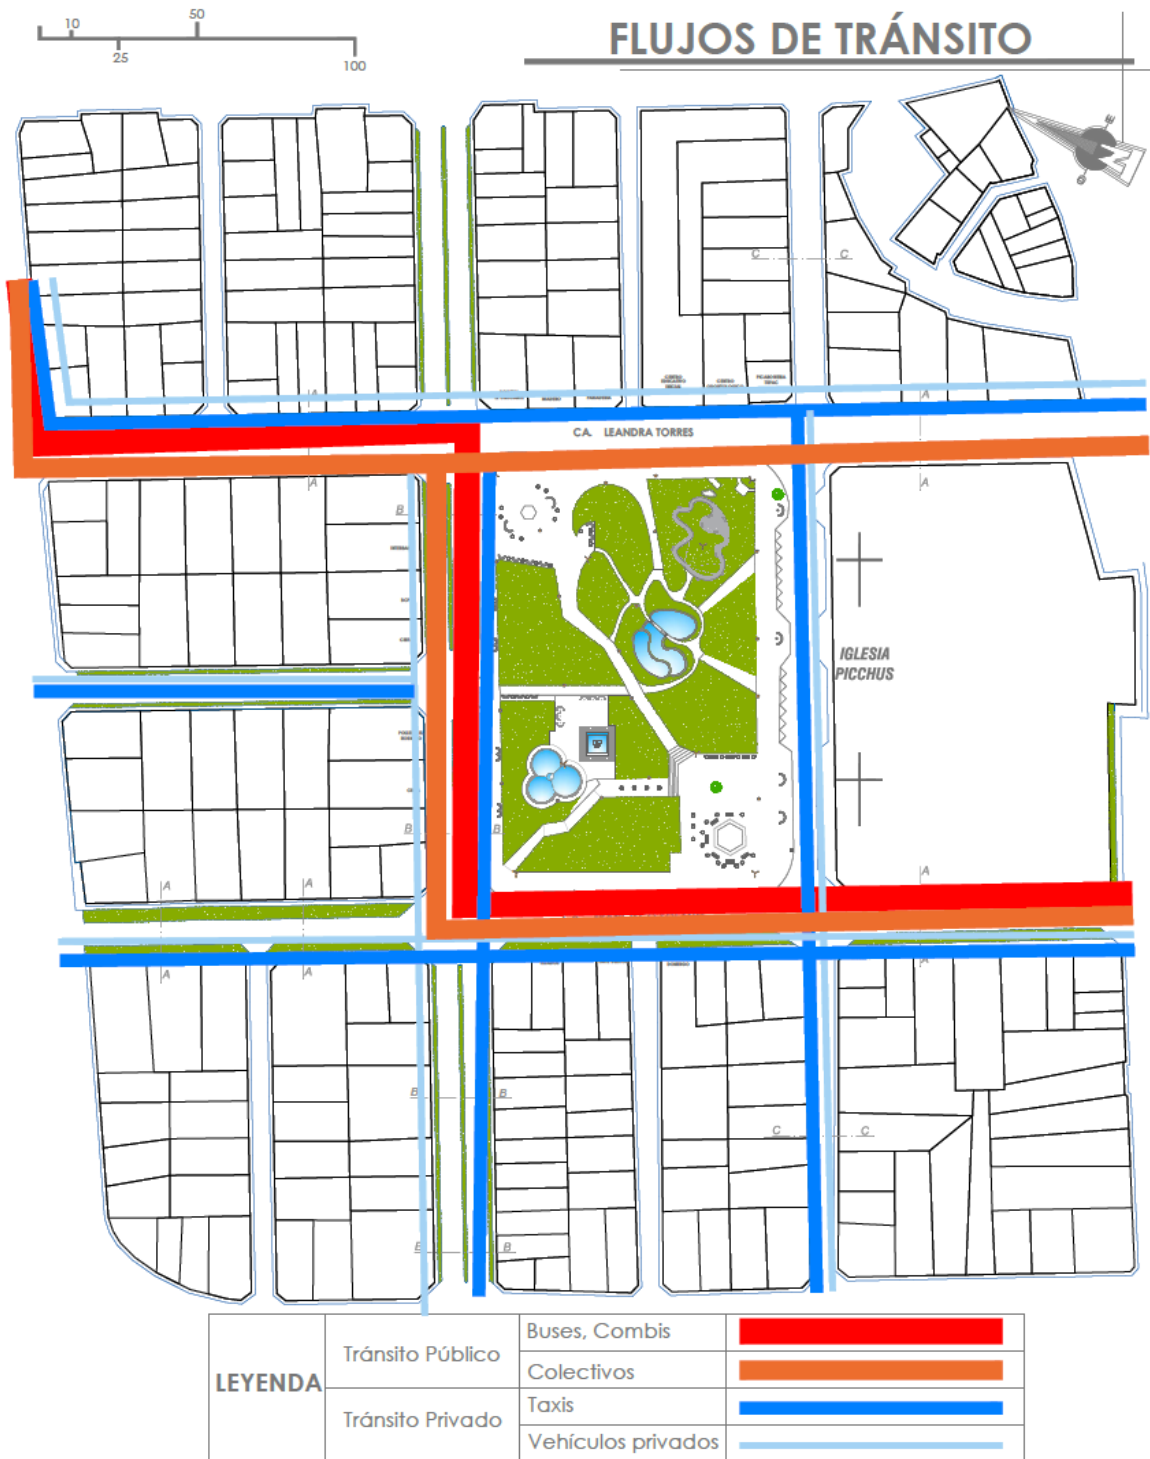 10
50
25
100
FLUJOS DE TRÁNSITO
E
N
O
C
C
A
A
CA. LEANDRA TORRES
A
A
B
IGLESIA
PICCHUS
B
B
A
A
A
A
A
A
B
B
C
C
B
B
LEYENDA
Tránsito Público
Buses, Combis
Colectivos
Tránsito Privado
Taxis
Vehículos privados